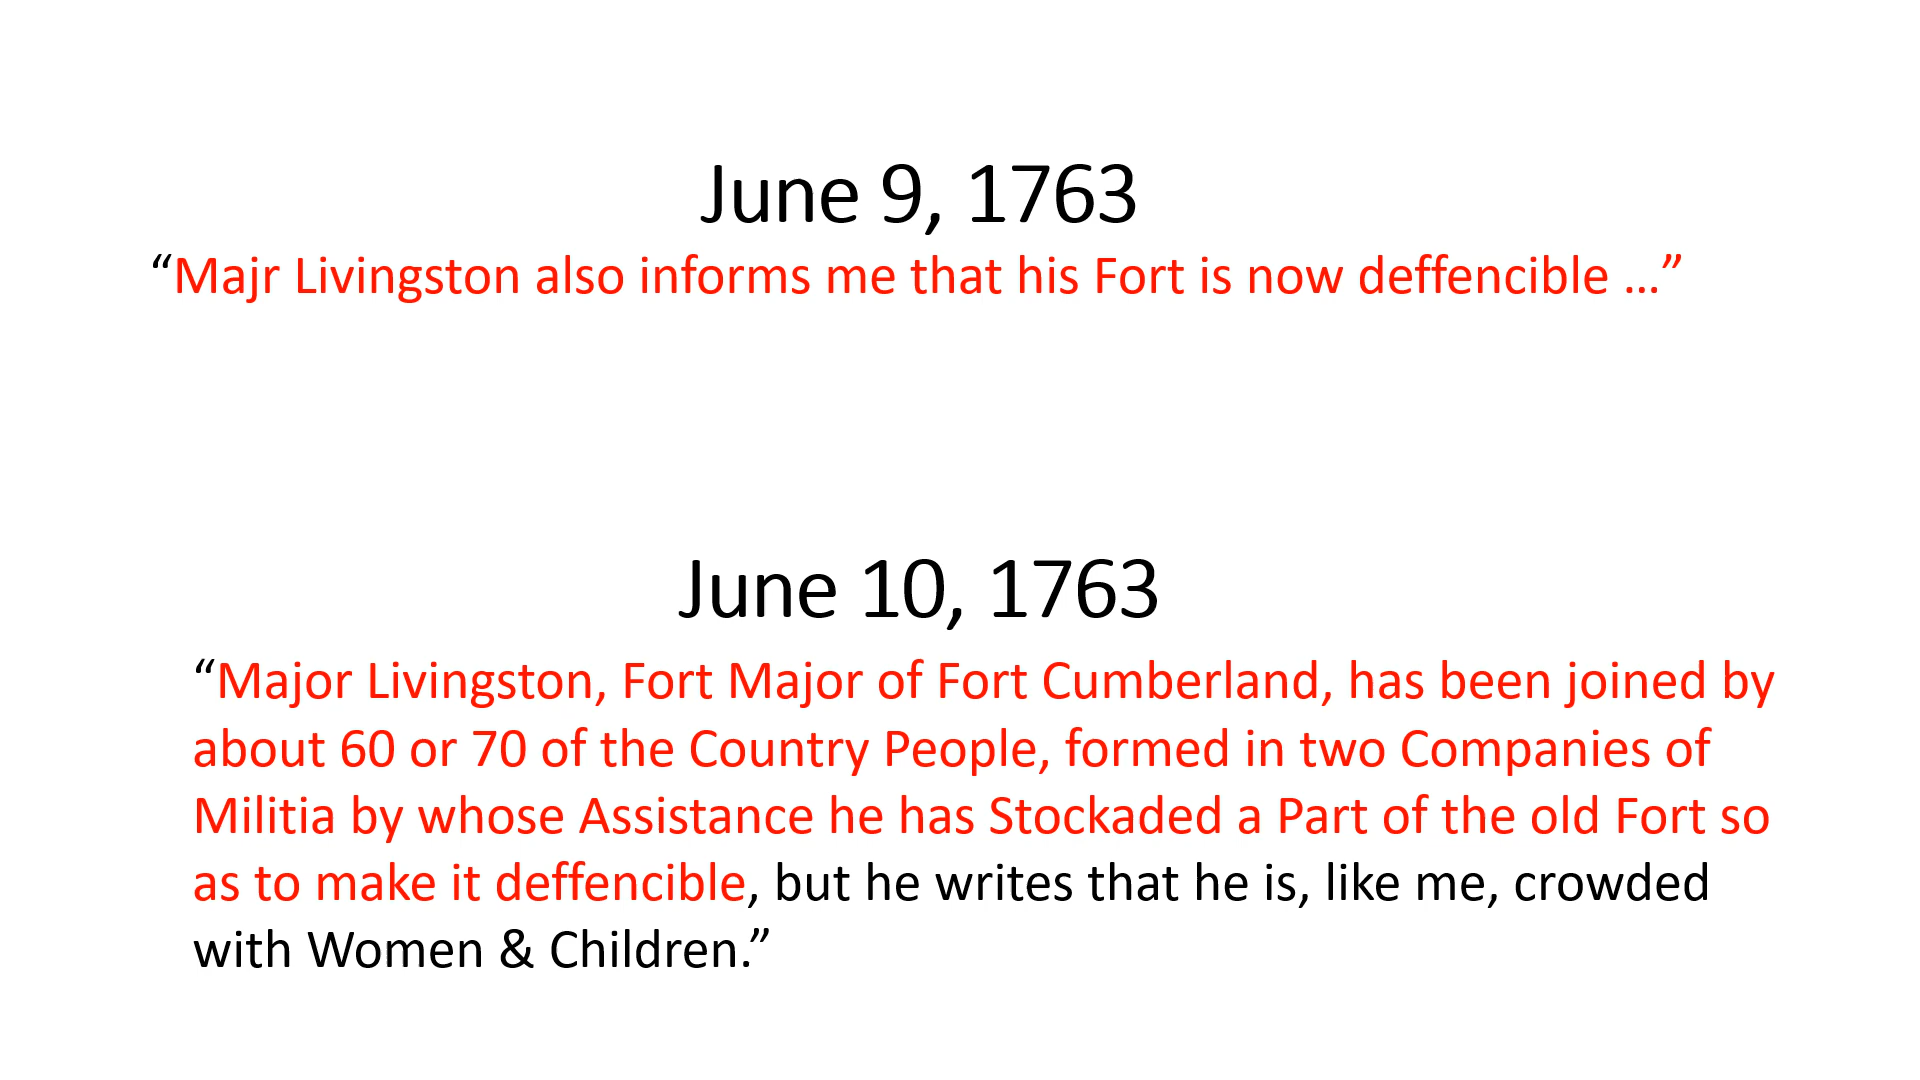 June 9, 1763
“Majr Livingston also informs me that his Fort is now deffencible …”
June 10, 1763
“Major Livingston, Fort Major of Fort Cumberland, has been joined by
about 60 or 70 of the Country People, formed in two Companies of
Militia by whose Assistance he has Stockaded a Part of the old Fort so
as to make it deffencible, but he writes that he is, like me, crowded
with Women & Children.”